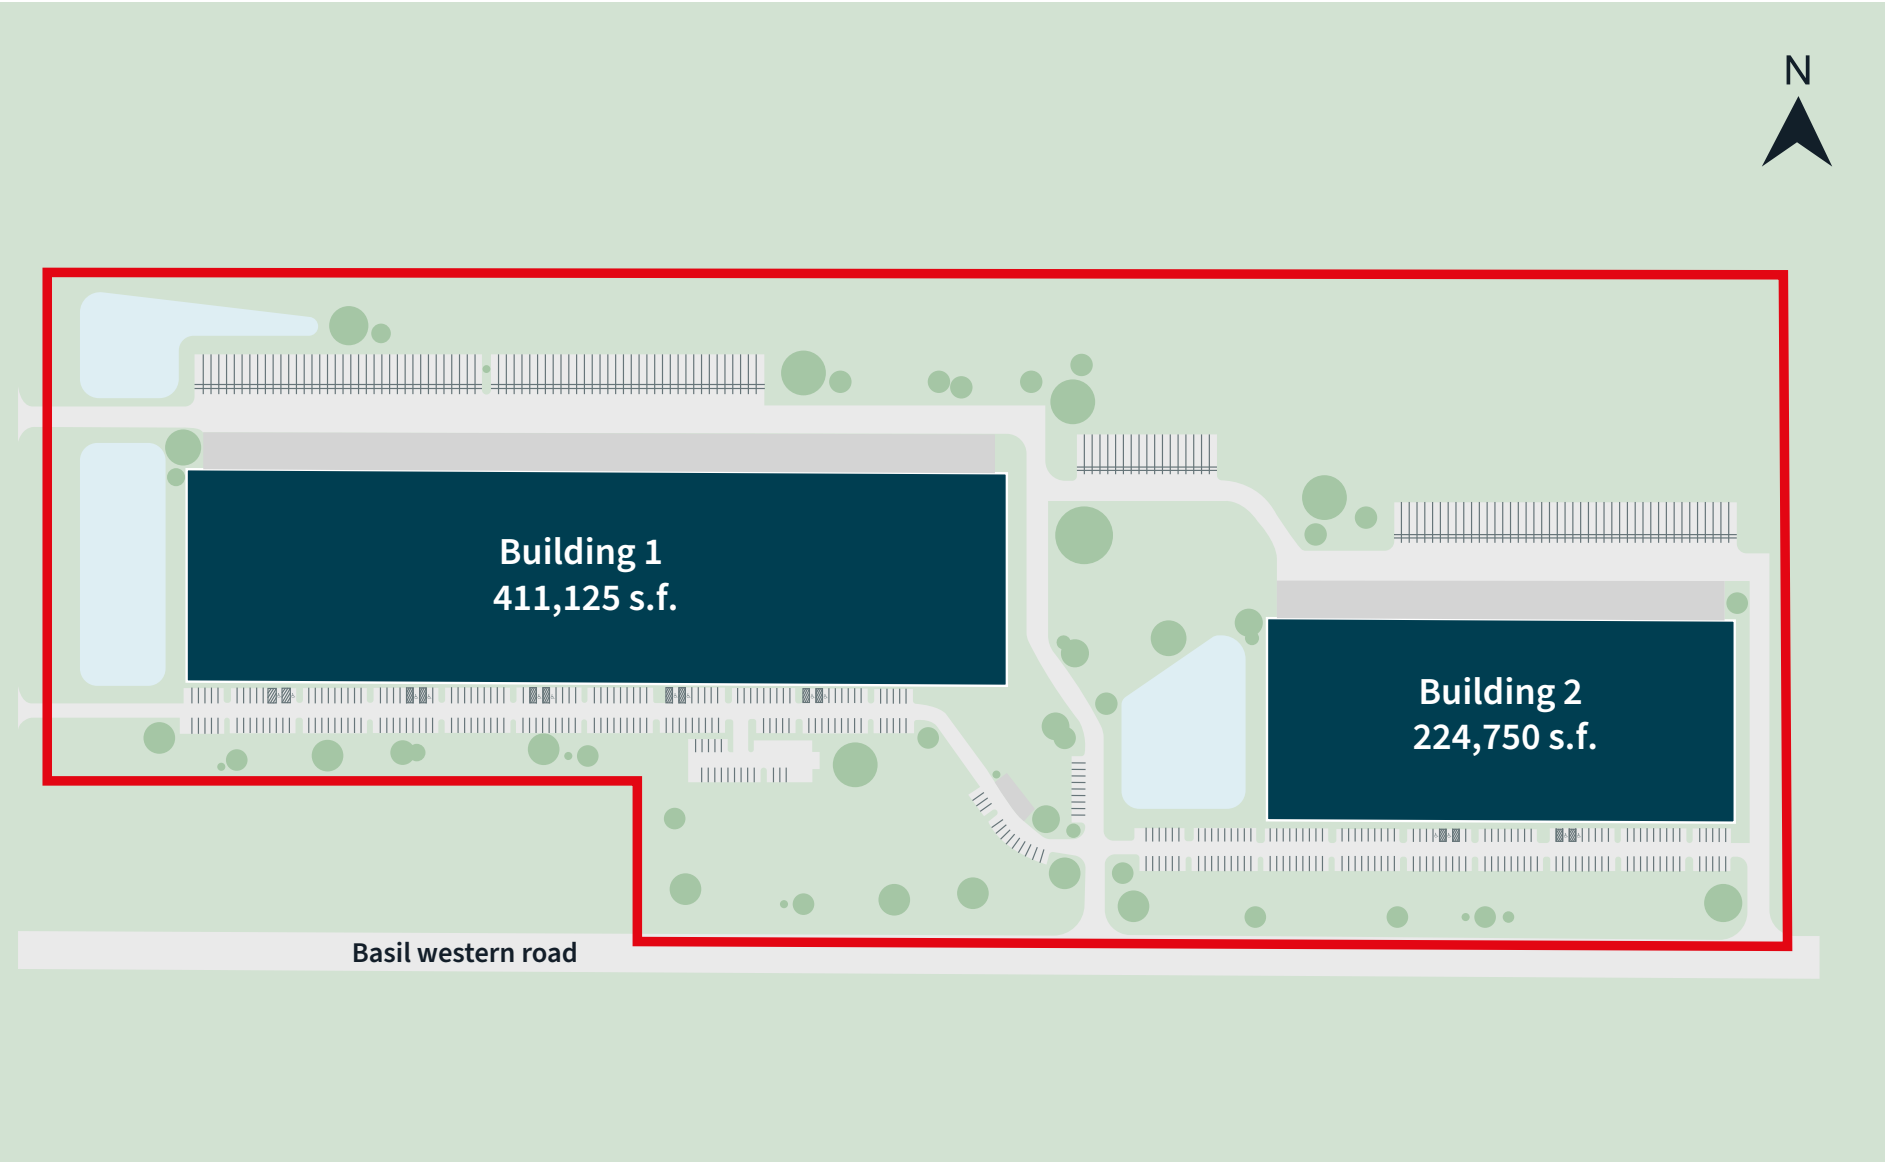 N
Building 1
411,125 s.f.
Building 2
224,750 s.f.
Basil western road